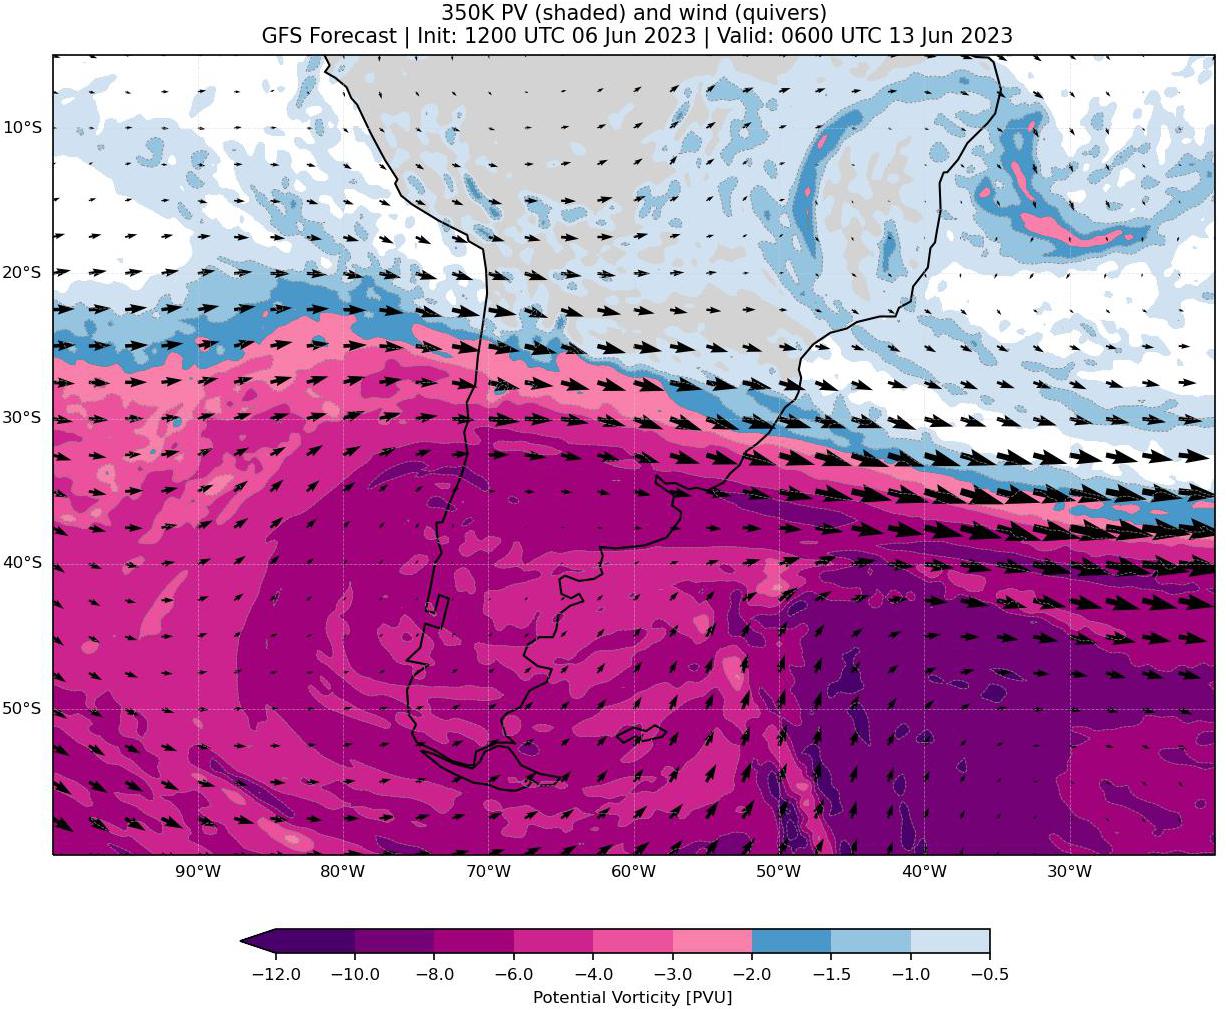 350K PV (shaded) and wind (quivers)
GFS Forecast | Init: 1200 UTC 06 Jun 2023 | Valid: 0600 UTC 13 Jun 2023
10°S
20°S
30°S
40°S
50°S
90°W 80°W 70°W 60°W 50°W 40°W 30°W
−12.0 −10.0 −8.0 −6.0 −4.0 −3.0 −2.0 −1.5 −1.0 −0.5
Potential Vorticity [PVU]